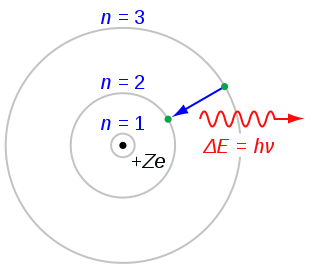 n = 3
n = 2
n = 1
+Ze
ΔE = hν